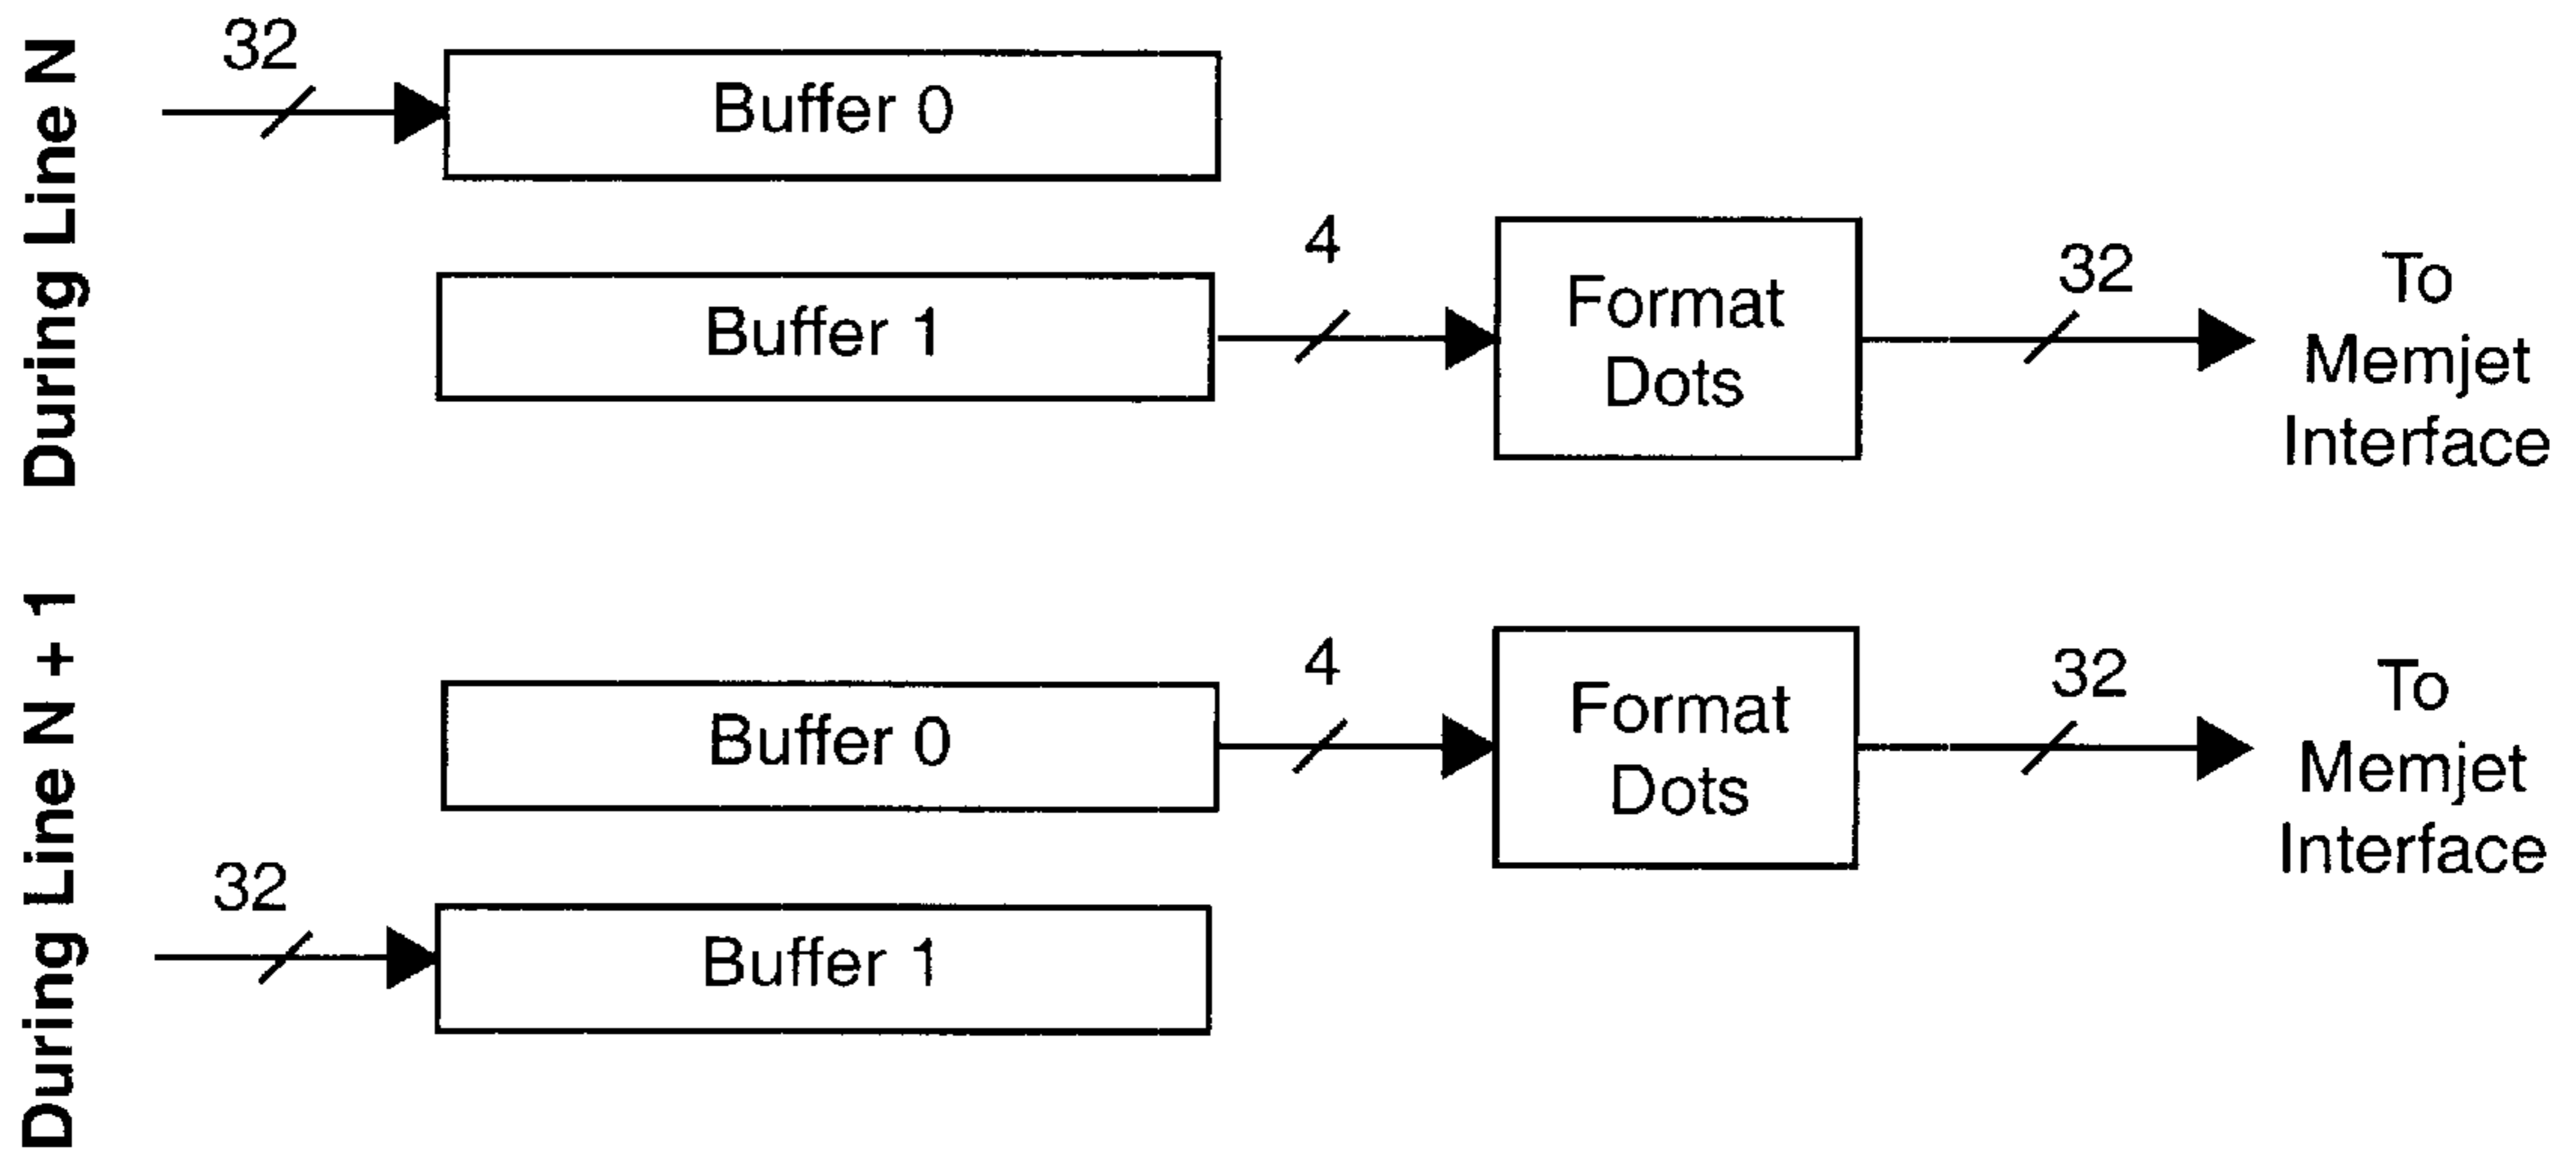 During Line N
32
Buffer 0
Buffer 1
4
Format
Dots
32
To
Memjet
Interface
During Line N + 1
Buffer 0
4
Format
Dots
32
To
Memjet
Interface
32
Buffer 1